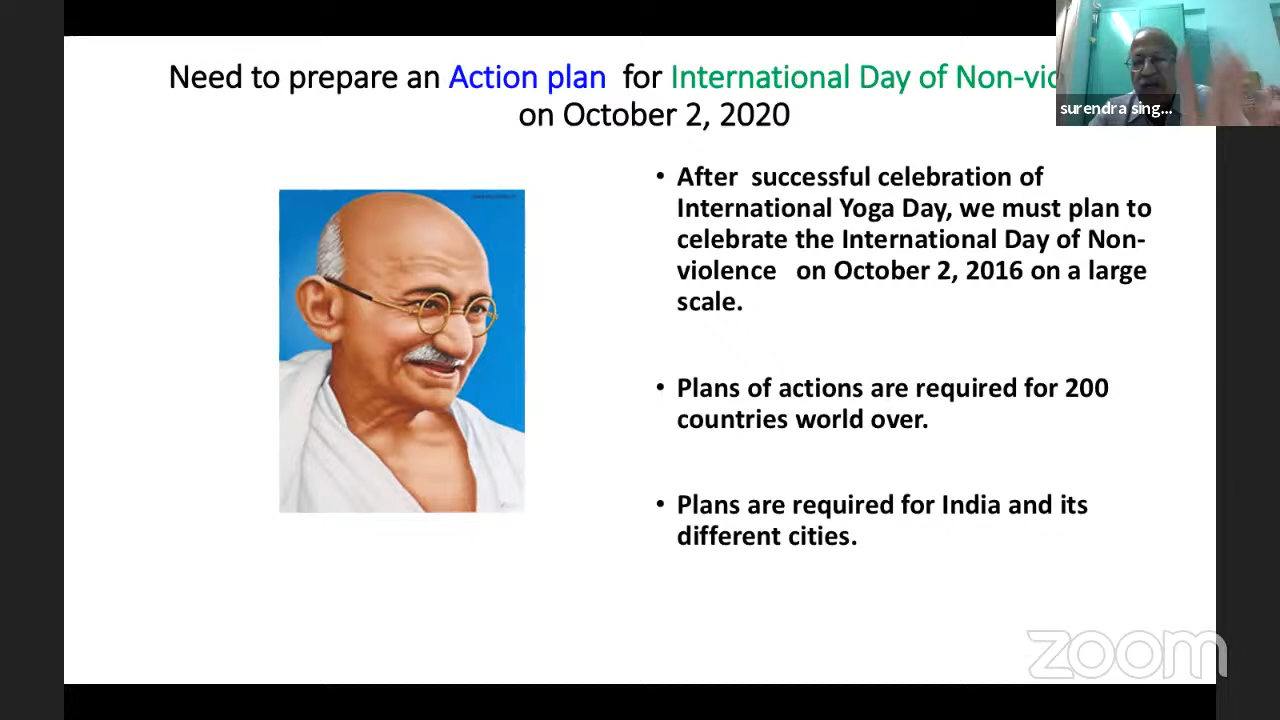 Need to prepare an Action plan for International Day of Non-vio
on October 2, 2020
surendra sing...
• After successful celebration of
International Yoga Day, we must plan to
celebrate the International Day of Non-
violence on October 2, 2016 on a large
scale.
• Plans of actions are required for 200
countries world over.
• Plans are required for India and its
different cities.
zoom